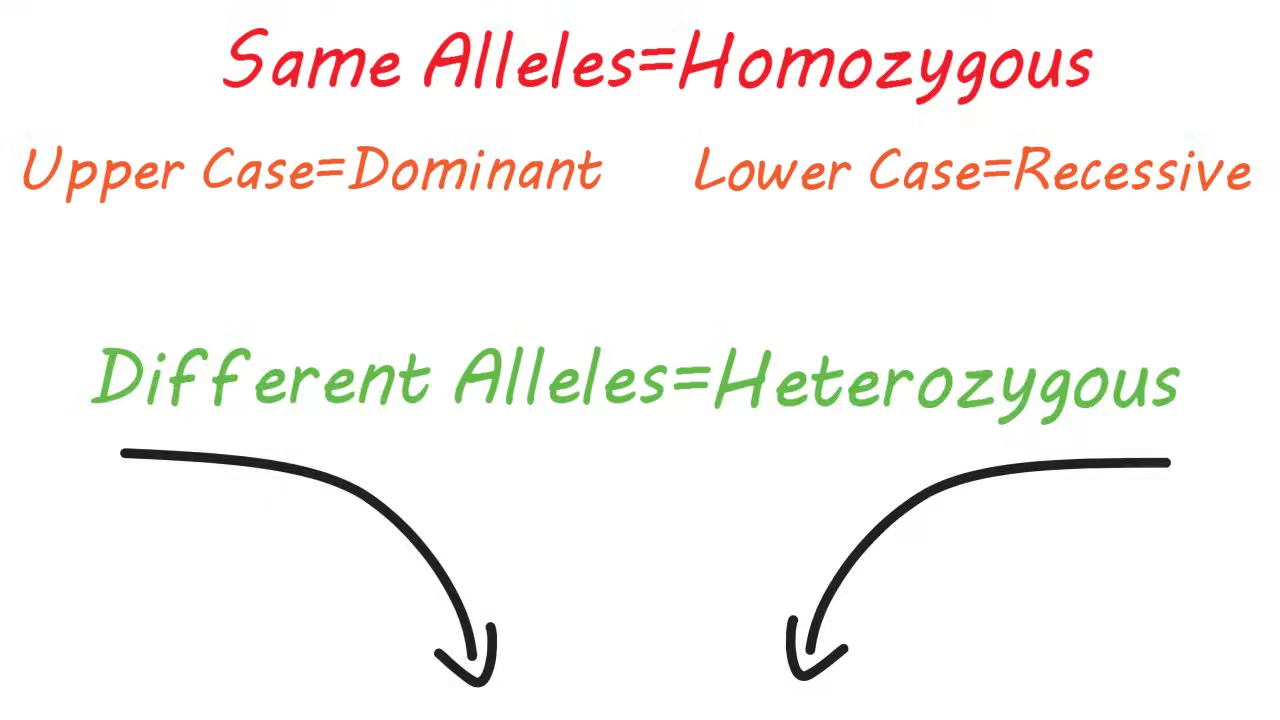 Same Alleles=Homozygous
Upper Case=Dominant
Lower Case=Recessive
Different Alleles=Heterozygous